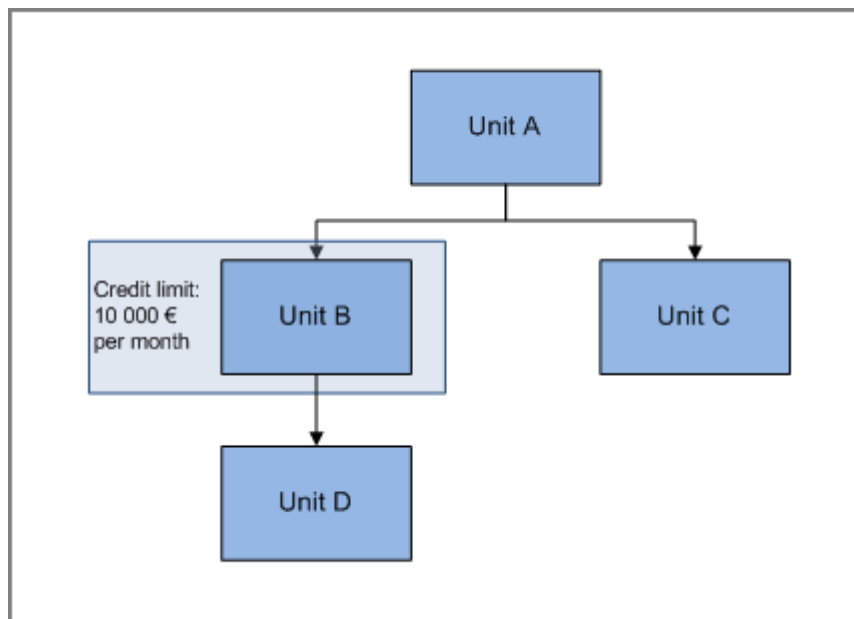 Unit A
Credit limit:
10 000 €
per month
Unit B
Unit C
Unit D